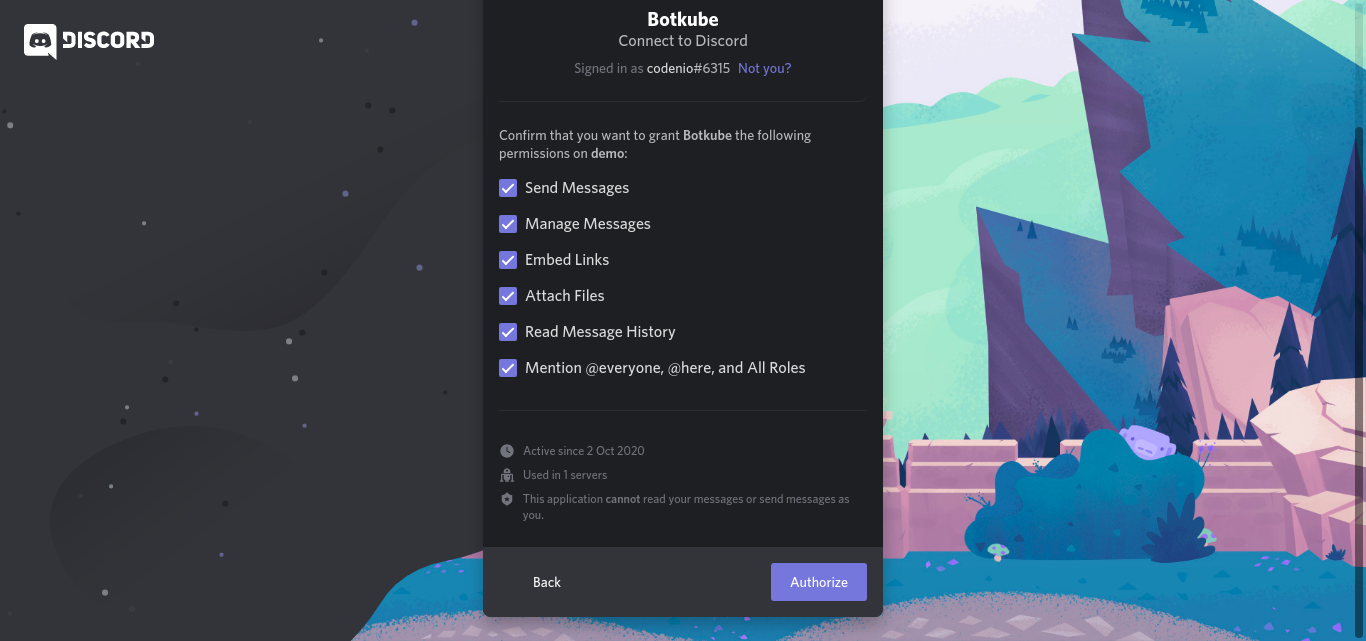 DISCORD
Botkube
Connect to Discord
Signed in as codenio#6315 Not you?
Confirm that you want to grant Botkube the following
permissions on demo:
Send Messages
Manage Messages
Embed Links
Attach Files
Read Message History
Mention @everyone, @here, and All Roles
Active since 2 Oct 2020
Used in 1 servers
This application cannot read your messages or send messages as
you.
Back
Authorize